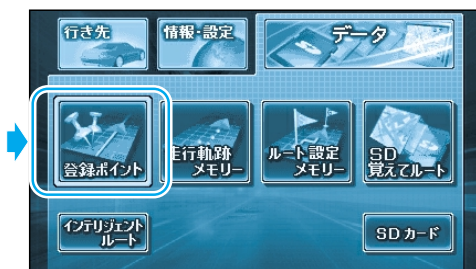 行き先
情報・設定
データ
登録ポイント
走行軌跡
メモリー
ルート設定
メモリー
SD
覚えてルート
インテリジェント
ルート
SDカード